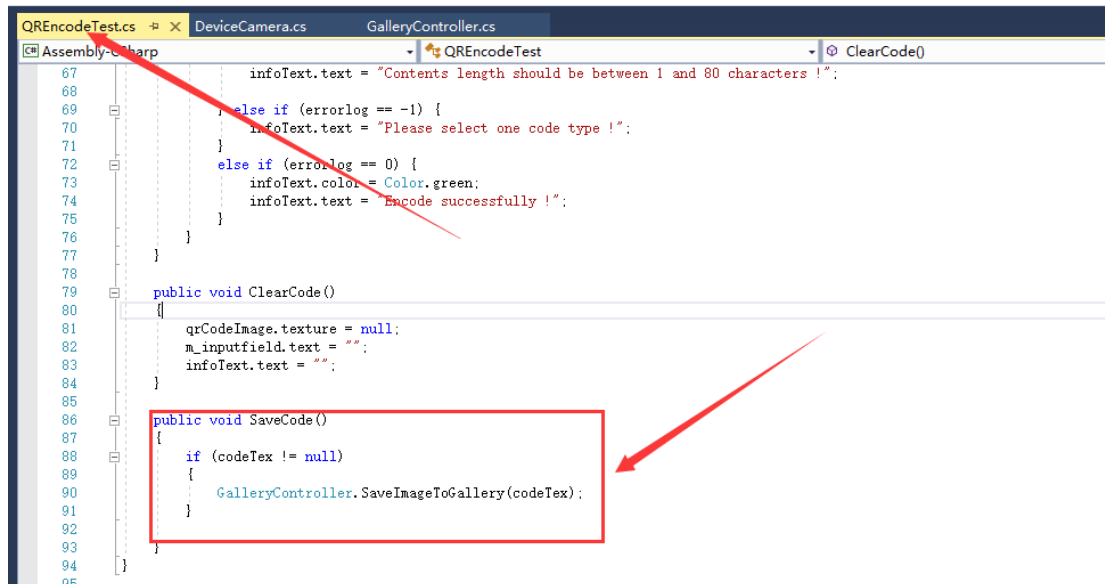 QREncodeTest.cs DeviceCamera.cs GalleryController.cs
C# Assembly-CSharp QREncodeTest ClearCode()
67 infoText.text = "Contents length should be between 1 and 80 characters !";
68
69 } else if (errorlog == -1) {
70 infoText.text = "Please select one code type !";
71 }
72 else if (errorlog == 0) {
73 infoText.color = Color.green;
74 infoText.text = "Encode successfully !";
75 }
76 }
77 }
78
79 public void ClearCode()
80 {
81 qrCodeImage.texture = null;
82 m_inputfield.text = "";
83 infoText.text = "";
84 }
85
86 public void SaveCode()
87 {
88 if (codeTex != null)
89 {
90 GalleryController.SaveImageToGallery(codeTex);
91 }
92
93 }
94 }
95